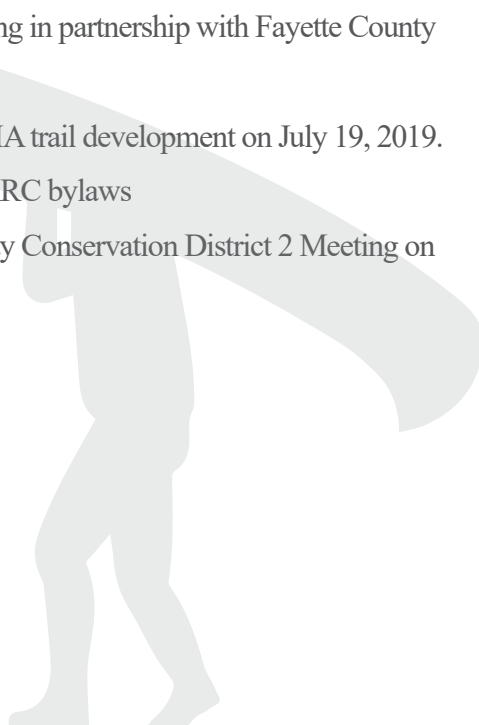 ng in partnership with Fayette County
IA trail development on July 19, 2019.
RC bylaws
y Conservation District 2 Meeting on